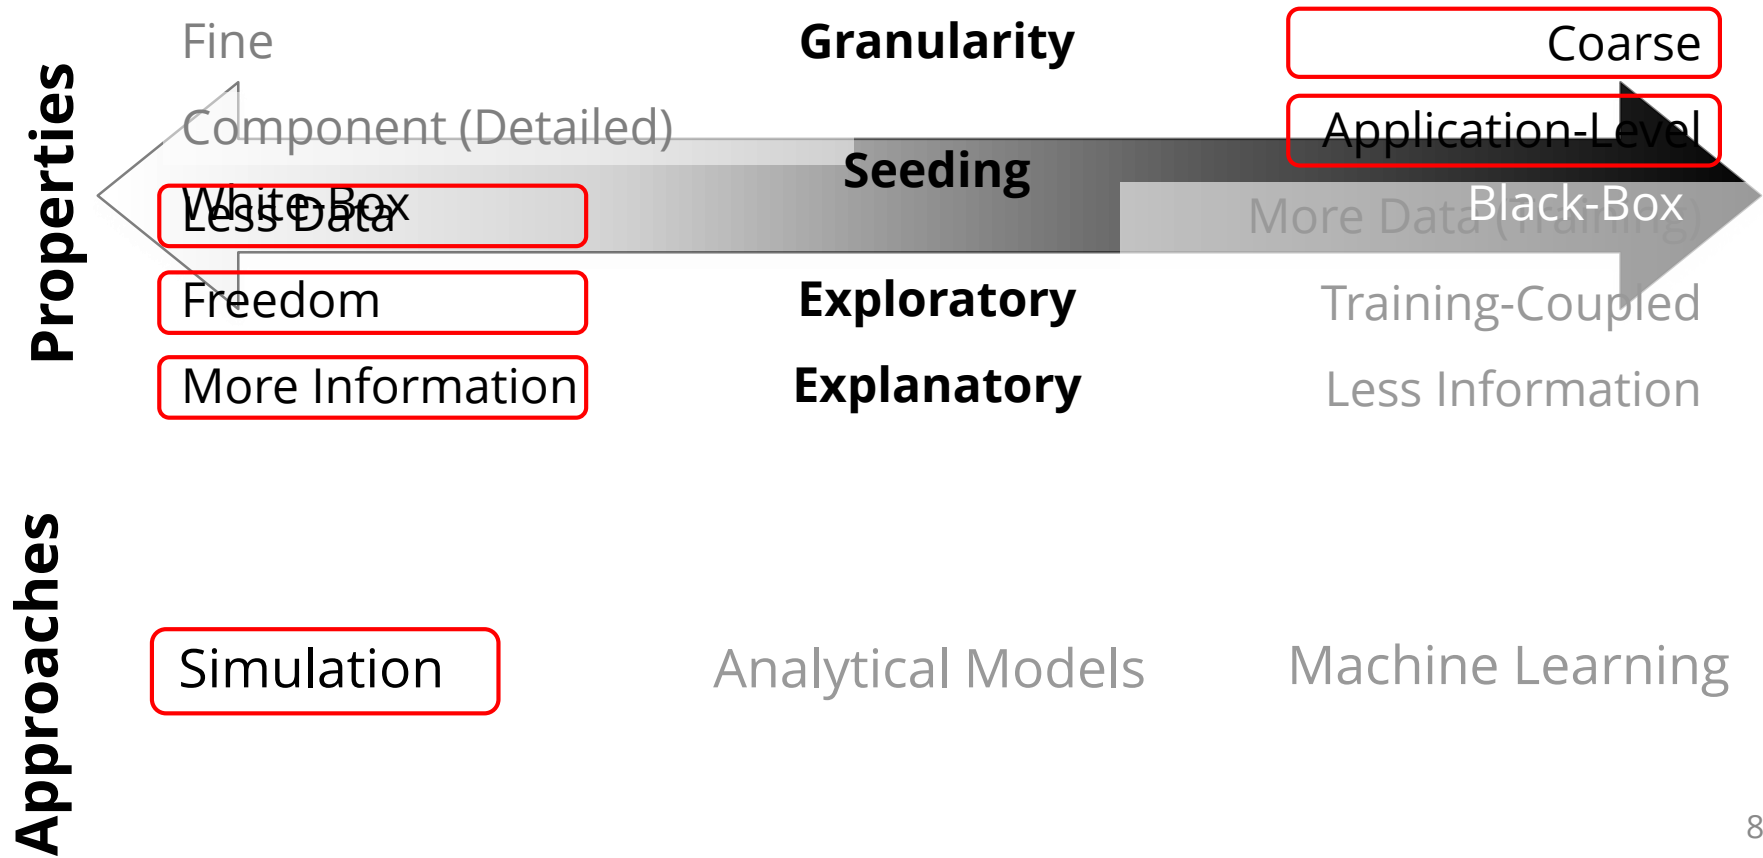 Properties
Fine Granularity Coarse
Component (Detailed) Application-Level
Seeding
White-Box Black-Box
Less Data More Data (Training)
Freedom Exploratory Training-Coupled
More Information Explanatory Less Information
Approaches
Simulation Analytical Models Machine Learning
8